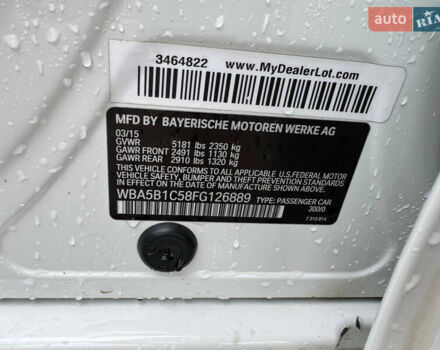 auto RIA
3464822 www.MyDealerLot.com
MFD BY BAYERISCHE MOTOREN WERKE AG
03/15
GVWR 5181 lbs 2350 kg
GAWR FRONT 2491 lbs 1130 kg
GAWR REAR 2910 lbs 1320 kg
THIS VEHICLE CONFORMS TO ALL APPLICABLE U.S.FEDERAL MOTOR
VEHICLE SAFETY, BUMPER AND THEFT PREVENTION STANDARDS IN
EFFECT ON THE DATE OF MANUFACTURE SHOWN ABOVE.
WBA5B1C58FG126889 TYPE: PASSENGER CAR
300/0